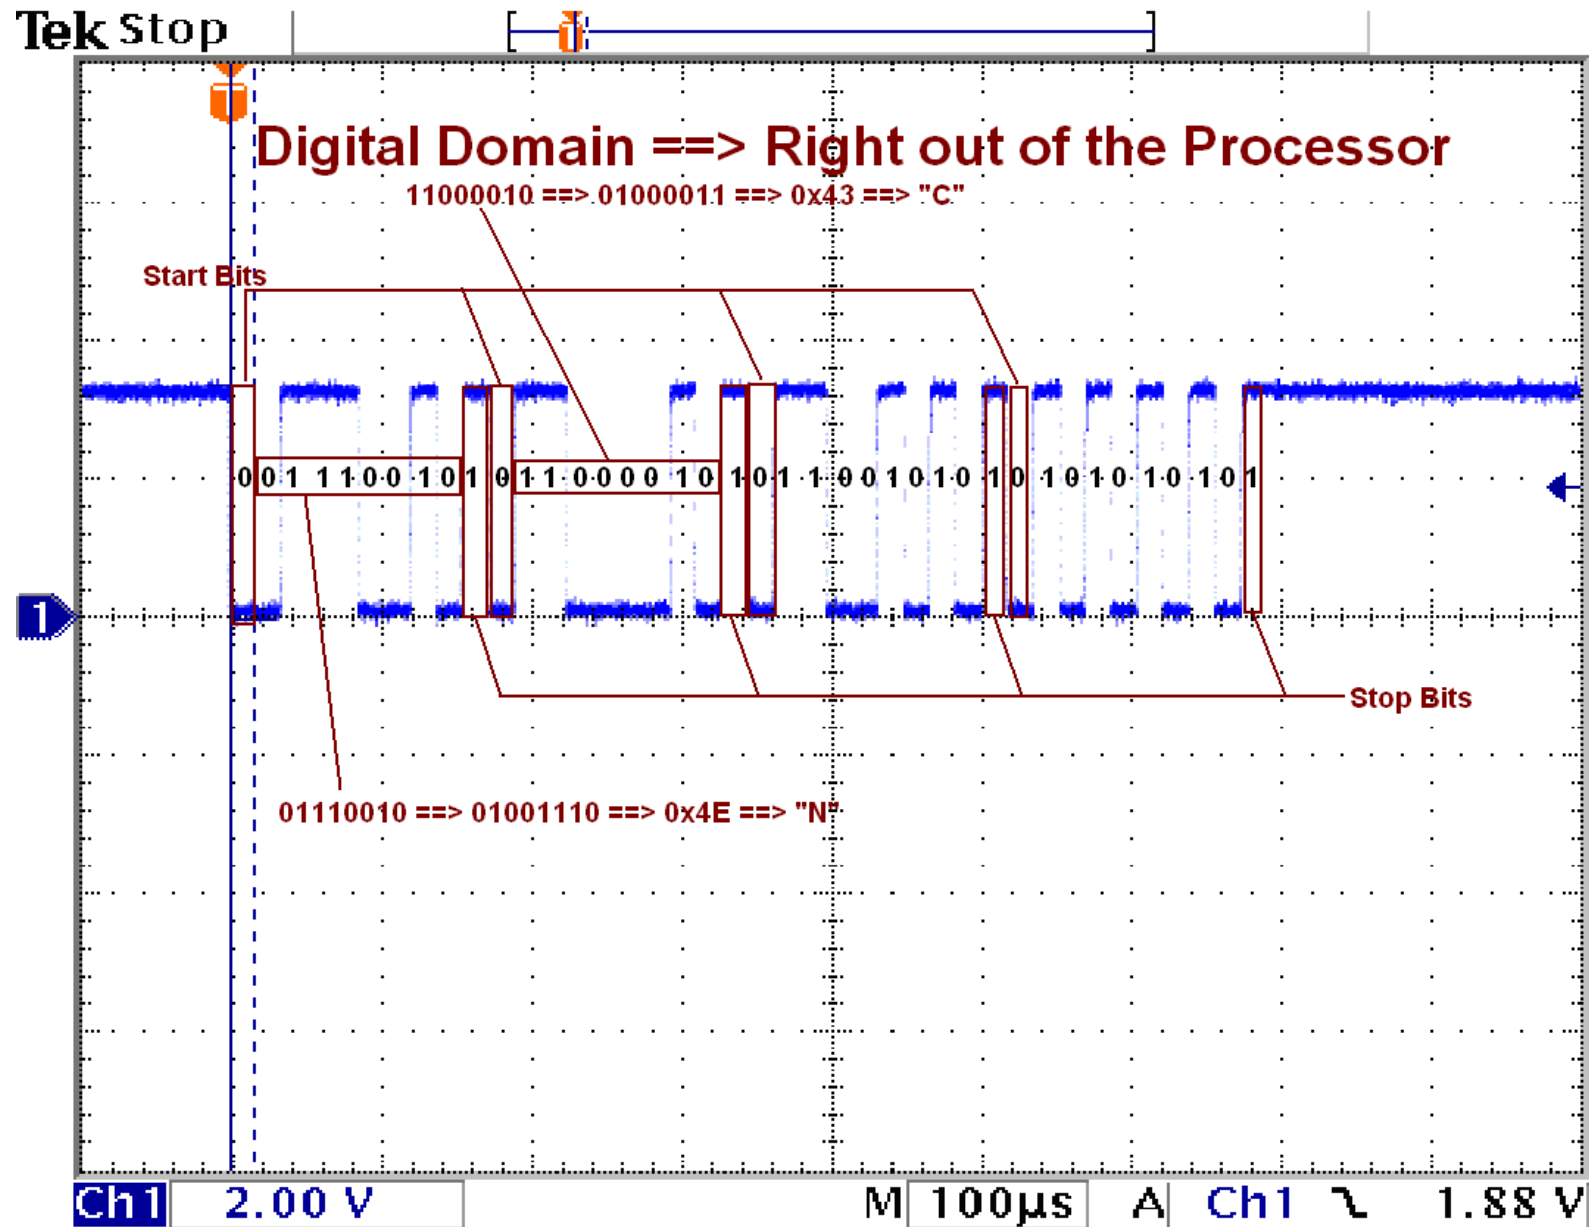 Tek Stop
Digital Domain ==> Right out of the Processor
11000010 ==> 01000011 ==> 0x43 ==> "C"
Start Bits
0 0 0 1 1 1 0 0 1 0 1 0 1 1 0 0 0 0 1 0 1 0 1 1 0 0 1 0 1 0 1 0 1 0 1 0 1 0 1 0 1
1
Stop Bits
01110010 ==> 01001110 ==> 0x4E ==> "N"
Ch1 2.00 V M 100µs A Ch1 1.88 V